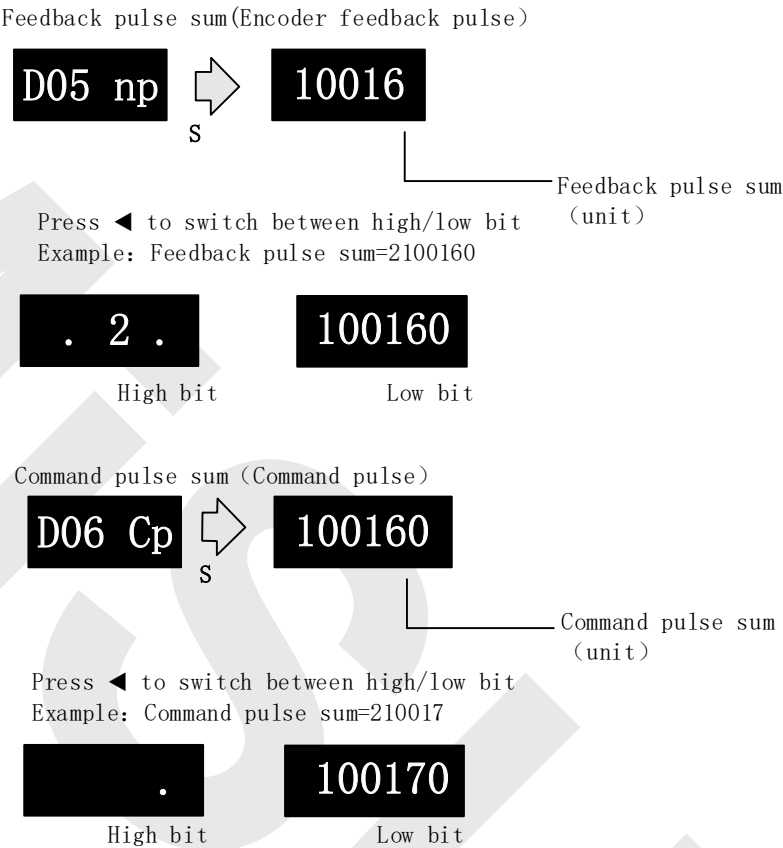 Feedback pulse sum(Encoder feedback pulse）
D05 np
10016
S
Feedback pulse sum
（unit）
Press ◀ to switch between high/low bit
Example：Feedback pulse sum=2100160
. 2 .
100160
High bit
Low bit
Command pulse sum（Command pulse）
D06 Cp
100160
S
Command pulse sum
（unit）
Press ◀ to switch between high/low bit
Example：Command pulse sum=210017
.
100170
High bit
Low bit